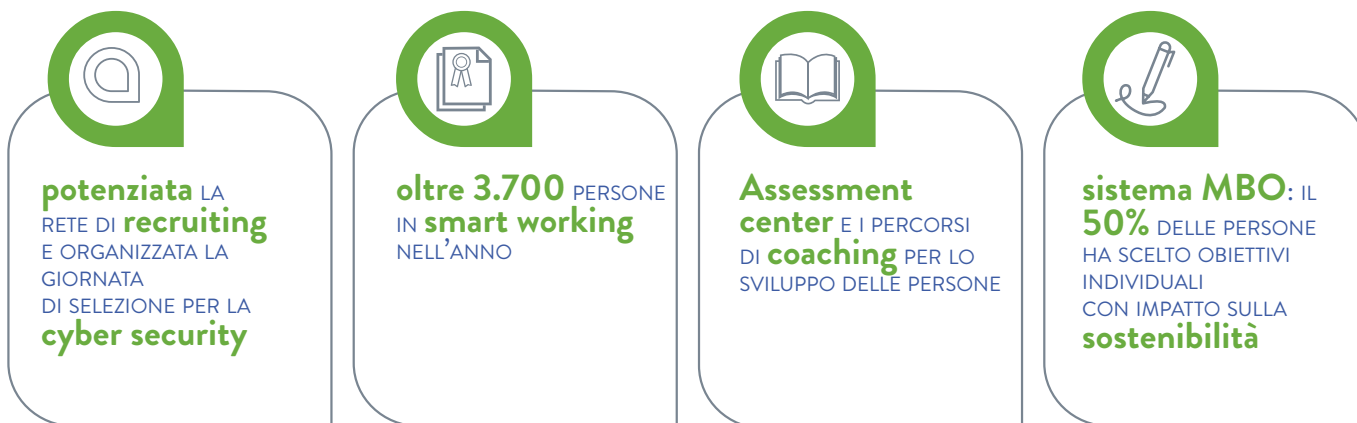 potenziata LA
RETE DI recruiting
E ORGANIZZATA LA
GIORNATA
DI SELEZIONE PER LA
cyber security
oltre 3.700 PERSONE
IN smart working
NELL'ANNO
Assessment
center E I PERCORSI
DI coaching PER LO
SVILUPPO DELLE PERSONE
sistema MBO: IL
50% DELLE PERSONE
HA SCELTO OBIETTIVI
INDIVIDUALI
CON IMPATTO SULLA
sostenibilità